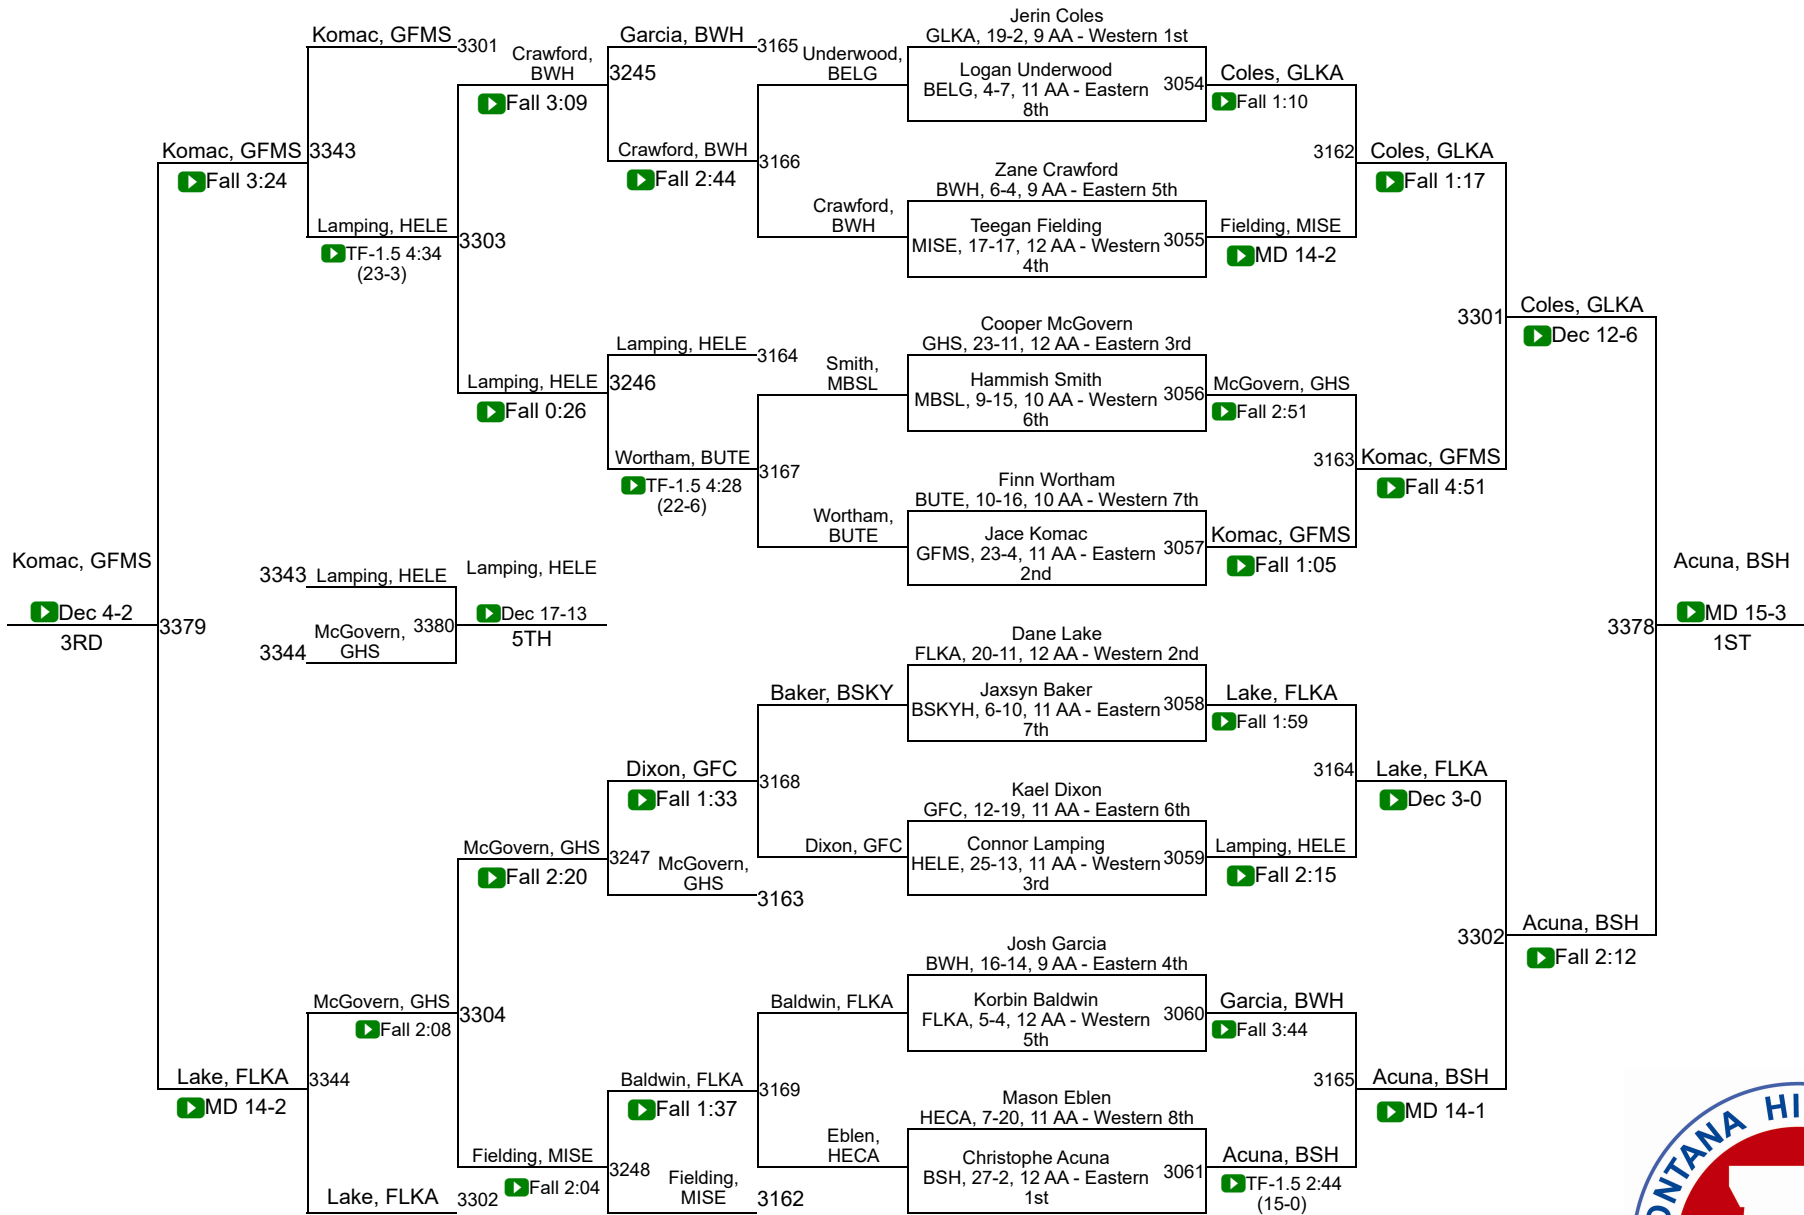 Komac, GFMS
3301
Crawford,
BWH
Fall 3:09
Garcia, BWH
3165
3245
Underwood,
BELG
Jerin Coles
GLKA, 19-2, 9 AA - Western 1st
Logan Underwood
BELG, 4-7, 11 AA - Eastern
8th
3054
Coles, GLKA
Fall 1:10
Komac, GFMS
3343
Fall 3:24
Crawford, BWH
3166
Fall 2:44
Crawford,
BWH
Zane Crawford
BWH, 6-4, 9 AA - Eastern 5th
Teegan Fielding
MISE, 17-17, 12 AA - Western
4th
3055
Fielding, MISE
MD 14-2
3162
Coles, GLKA
Fall 1:17
Lamping, HELE
TF-1.5 4:34
(23-3)
3303
3301
Coles, GLKA
Dec 12-6
Lamping, HELE
3164
Lamping, HELE
3246
Fall 0:26
Smith,
MBSL
Cooper McGovern
GHS, 23-11, 12 AA - Eastern 3rd
Hammish Smith
MBSL, 9-15, 10 AA - Western
6th
3056
McGovern, GHS
Fall 2:51
Wortham, BUTE
3167
TF-1.5 4:28
(22-6)
Wortham,
BUTE
Finn Wortham
BUTE, 10-16, 10 AA - Western 7th
Jace Komac
GFMS, 23-4, 11 AA - Eastern
2nd
3057
Komac, GFMS
Fall 1:05
3163
Komac, GFMS
Fall 4:51
Komac, GFMS
Dec 4-2
3RD
3379
3343
Lamping, HELE
McGovern,
GHS
3344
3380
Lamping, HELE
Dec 17-13
5TH
3378
Acuna, BSH
MD 15-3
1ST
Baker, BSKY
Dane Lake
FLKA, 20-11, 12 AA - Western 2nd
Jaxsyn Baker
BSKYH, 6-10, 11 AA - Eastern
7th
3058
Lake, FLKA
Fall 1:59
Dixon, GFC
3168
Fall 1:33
3164
Lake, FLKA
Dec 3-0
Dixon, GFC
Kael Dixon
GFC, 12-19, 11 AA - Eastern 6th
Connor Lamping
HELE, 25-13, 11 AA - Western
3rd
3059
Lamping, HELE
Fall 2:15
McGovern, GHS
3247
Fall 2:20
McGovern,
GHS
3163
3302
Acuna, BSH
Fall 2:12
McGovern, GHS
3304
Fall 2:08
Baldwin, FLKA
Josh Garcia
BWH, 16-14, 9 AA - Eastern 4th
Korbin Baldwin
FLKA, 5-4, 12 AA - Western
5th
3060
Garcia, BWH
Fall 3:44
Lake, FLKA
3344
MD 14-2
Baldwin, FLKA
3169
Fall 1:37
3165
Acuna, BSH
MD 14-1
Eblen,
HECA
Mason Eblen
HECA, 7-20, 11 AA - Western 8th
Christophe Acuna
BSH, 27-2, 12 AA - Eastern
1st
3061
Acuna, BSH
TF-1.5 2:44
(15-0)
Fielding, MISE
3248
Fall 2:04
Fielding,
MISE
3162
Lake, FLKA
3302
ONTANA HI